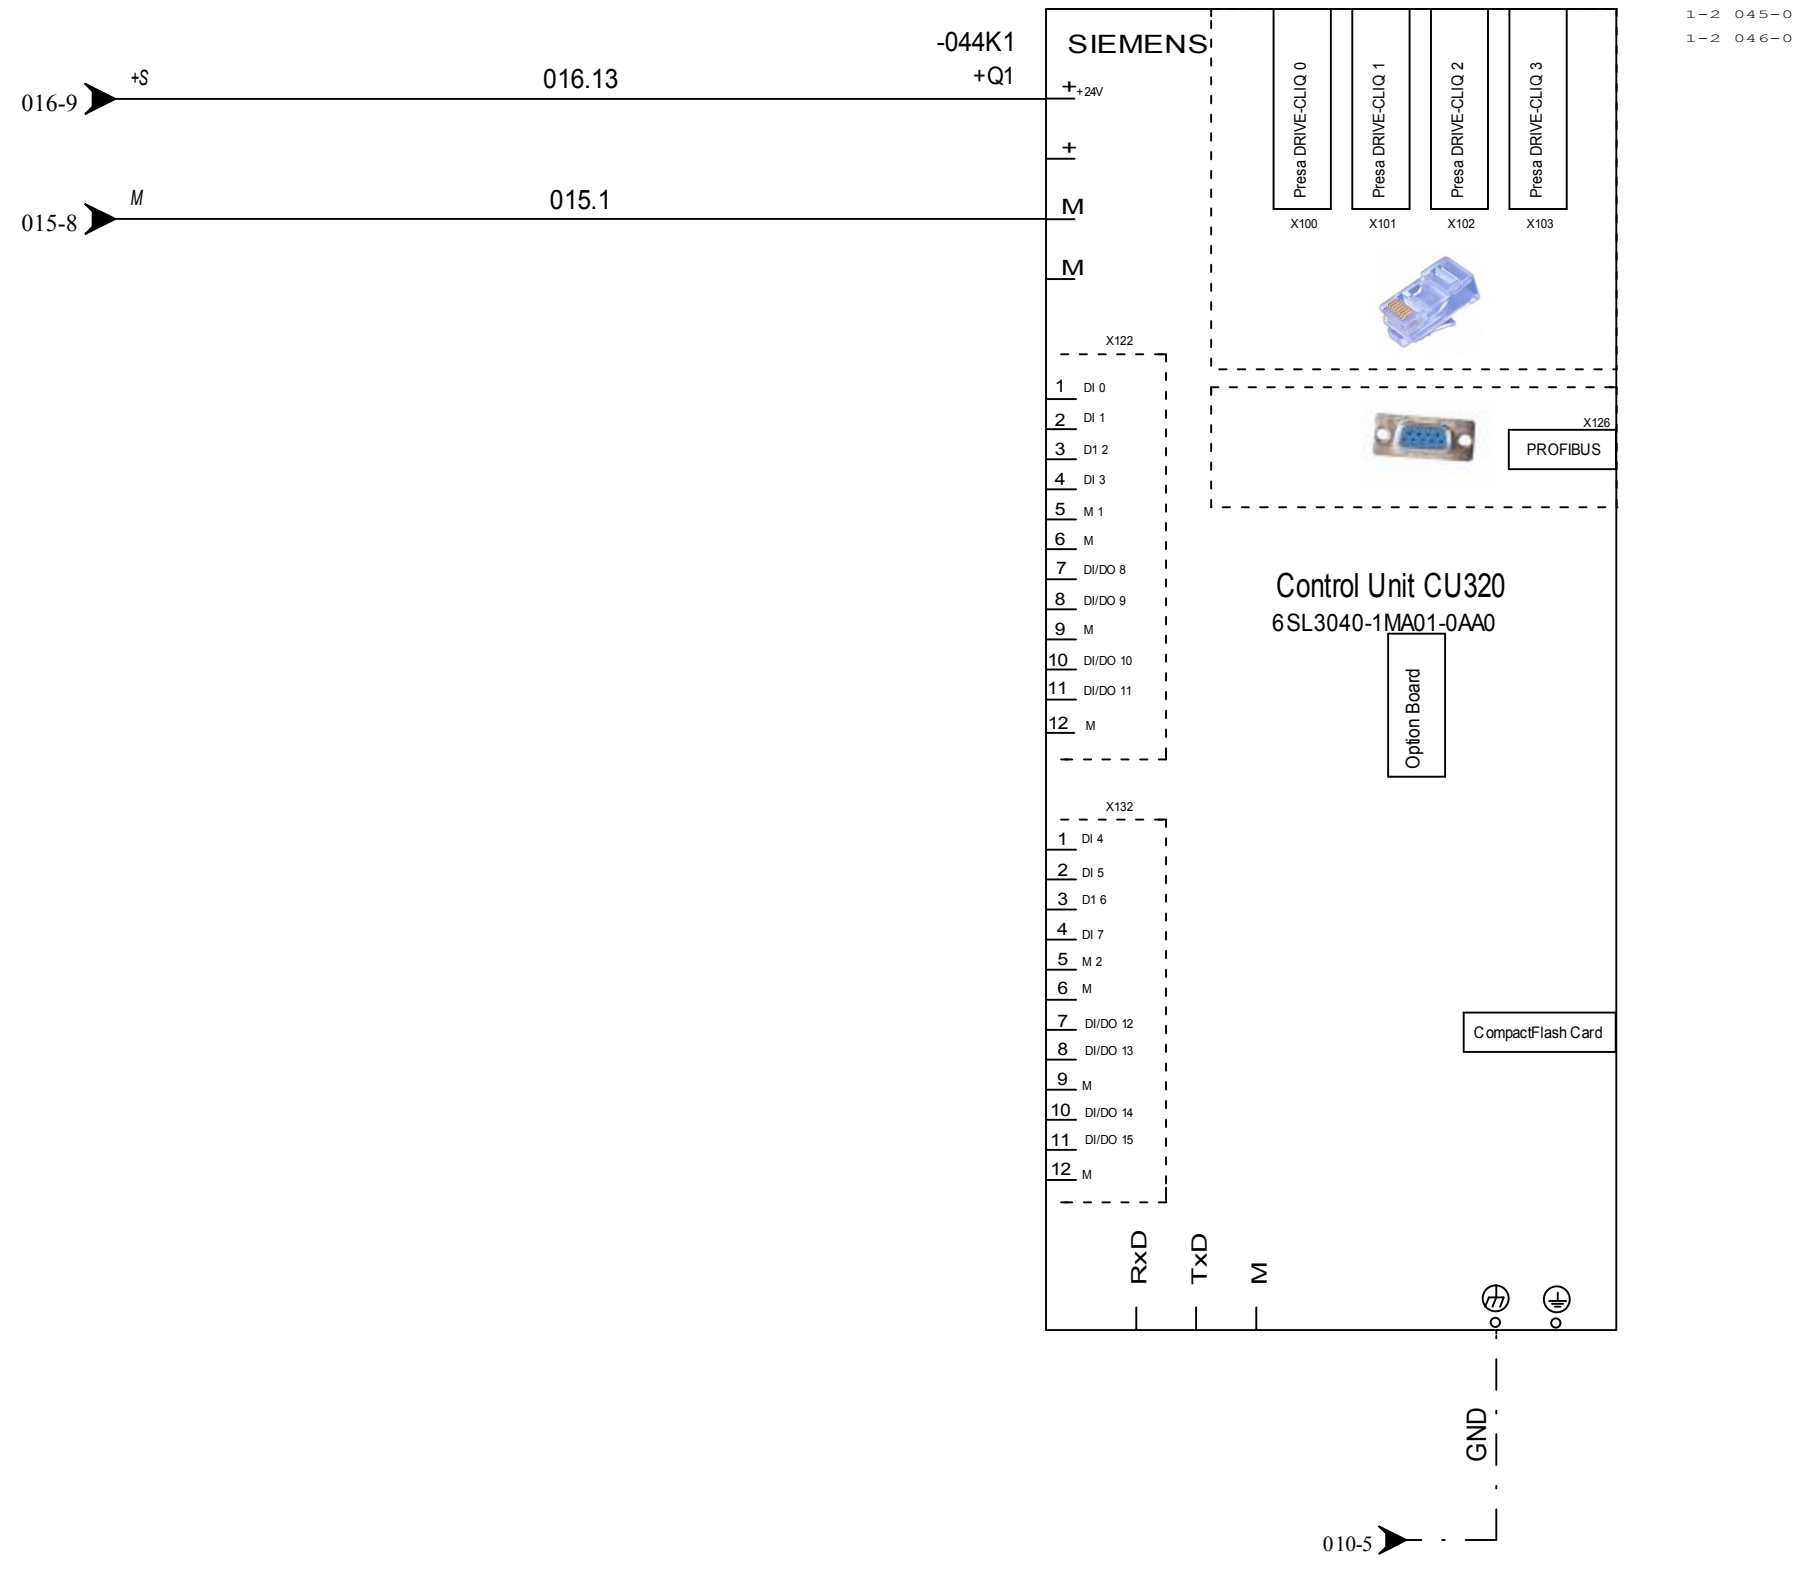 1-2 045-0
1-2 046-0
-044K1
+Q1
SIEMENS
016-9
+S
016.13
+
+24V
+
015-8
M
015.1
M
M
Presa DRIVE-CLIQ 0
Presa DRIVE-CLIQ 1
Presa DRIVE-CLIQ 2
Presa DRIVE-CLIQ 3
X100
X101
X102
X103
X122
1 DI 0
2 DI 1
3 D1 2
4 DI 3
5 M 1
6 M
7 DI/DO 8
8 DI/DO 9
9 M
10 DI/DO 10
11 DI/DO 11
12 M
X126
PROFIBUS
Control Unit CU320
6SL3040-1MA01-0AA0
Option Board
X132
1 DI 4
2 DI 5
3 D1 6
4 DI 7
5 M 2
6 M
7 DI/DO 12
8 DI/DO 13
9 M
10 DI/DO 14
11 DI/DO 15
12 M
CompactFlash Card
RxD
TxD
M
GND
010-5